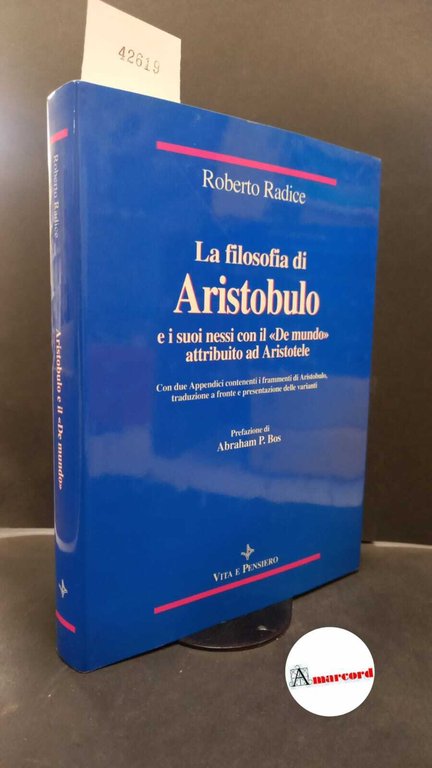 42619
Roberto Radice
La filosofia di
Aristobulo
e i suoi nessi con il «De mundo»
attribuito ad Aristotele
Con due Appendici contenenti i frammenti di Aristobulo,
traduzione a fronte e presentazione delle varianti
Prefazione di
Abraham P. Bos
VITA E PENSIERO
Roberto Radice
Aristobulo e il «De mundo»
Amarcord